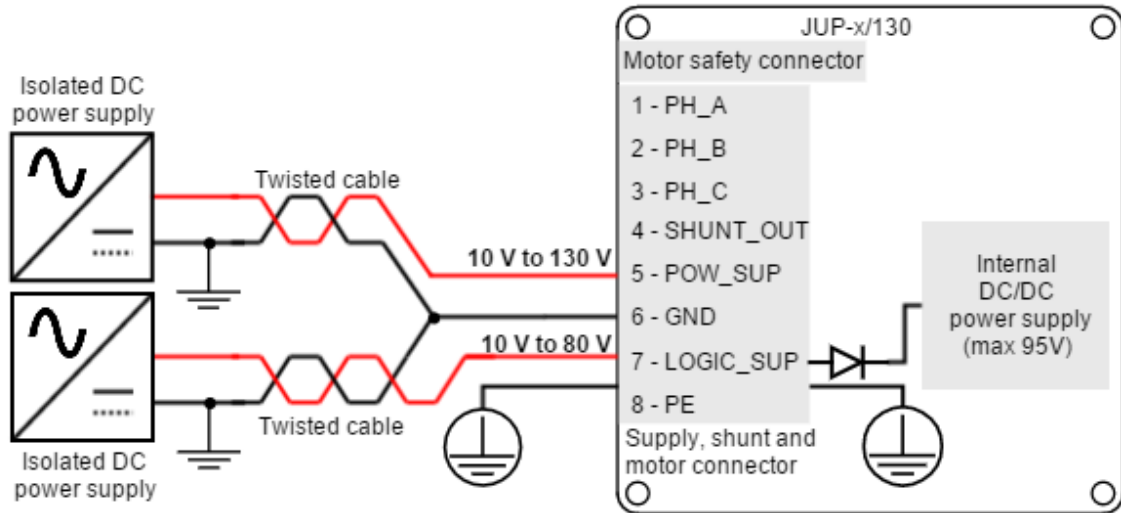 JUP-x/130
Motor safety connector
Isolated DC
power supply
Twisted cable
1 - PH_A
2 - PH_B
3 - PH_C
4 - SHUNT_OUT
10 V to 130 V
5 - POW_SUP
6 - GND
10 V to 80 V
7 - LOGIC_SUP
8 - PE
Internal
DC/DC
power supply
(max 95V)
Twisted cable
Supply, shunt and
motor connector
Isolated DC
power supply